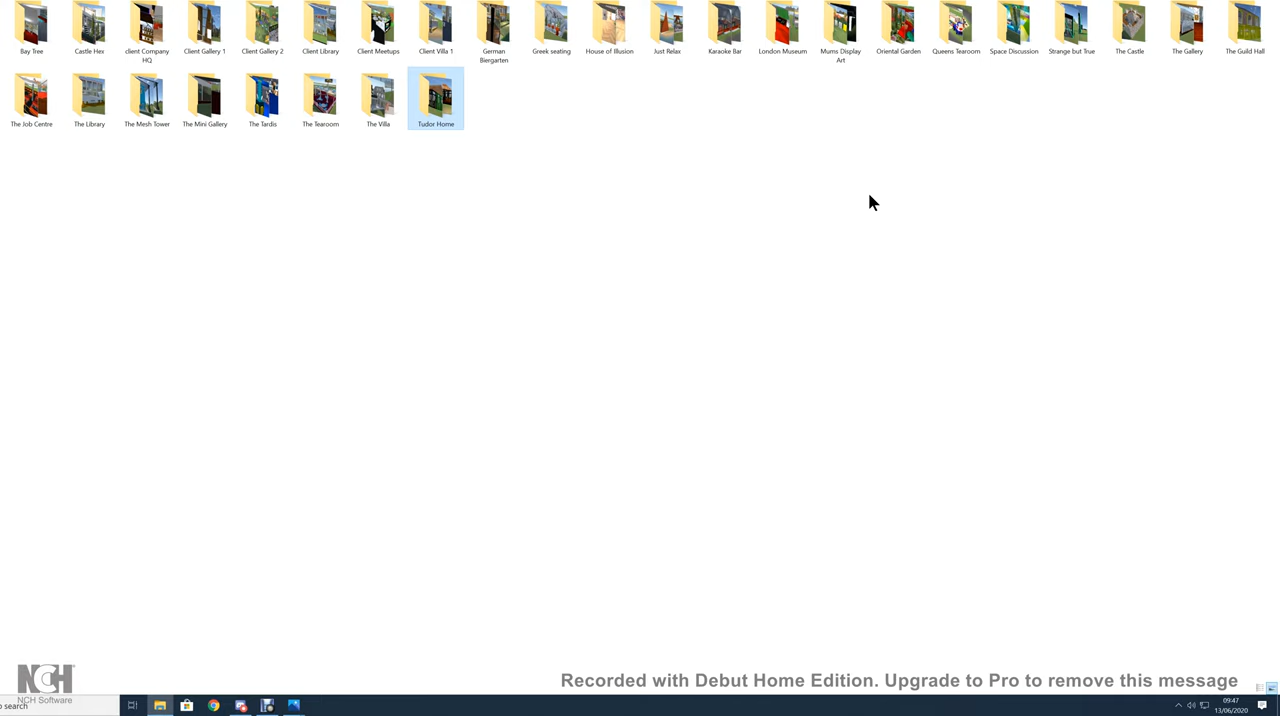 Bay Tree
Castle Hex
client Company
HQ
Client Gallery 1
Client Gallery 2
Client Library
Client Meetups
Client Villa 1
German
Biergarten
Greek seating
House of Illusion
Just Relax
Karaoke Bar
London Museum
Mums Display
Art
Oriental Garden
Queens Tearoom
Space Discussion
Strange but True
The Castle
The Gallery
The Guild Hall
The Job Centre
The Library
The Mesh Tower
The Mini Gallery
The Tardis
The Tearoom
The Villa
Tudor Home
NCH
NCH Software
Recorded with Debut Home Edition. Upgrade to Pro to remove this message
o search
09:47
13/06/2020